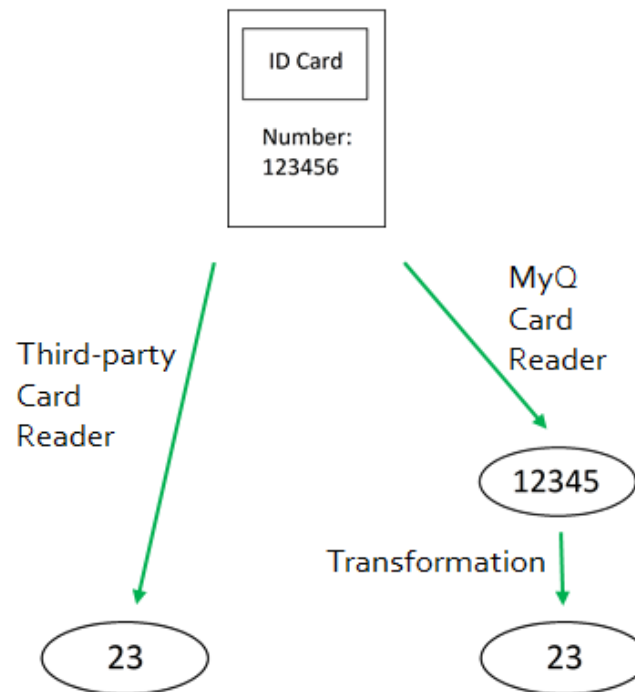 ID Card
Number:
123456
MyQ
Card
Reader
Third-party
Card
Reader
12345
Transformation
23
23